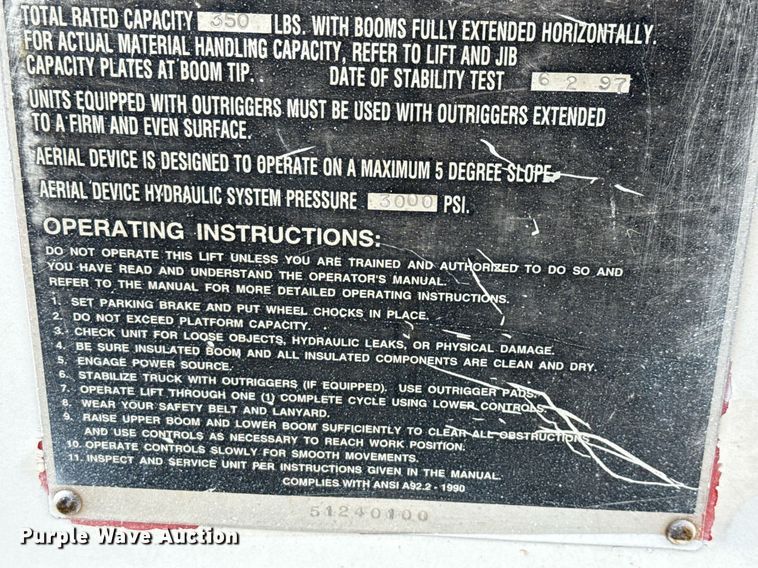 TOTAL RATED CAPACITY 350 LBS. WITH BOOMS FULLY EXTENDED HORIZONTALLY.
FOR ACTUAL MATERIAL HANDLING CAPACITY, REFER TO LIFT AND JIB
CAPACITY PLATES AT BOOM TIP. DATE OF STABILITY TEST 6 2 97
UNITS EQUIPPED WITH OUTRIGGERS MUST BE USED WITH OUTRIGGERS EXTENDED
TO A FIRM AND EVEN SURFACE.
AERIAL DEVICE IS DESIGNED TO OPERATE ON A MAXIMUM 5 DEGREE SLOPE.
AERIAL DEVICE HYDRAULIC SYSTEM PRESSURE 3000 PSI.
OPERATING INSTRUCTIONS:
DO NOT OPERATE THIS LIFT UNLESS YOU ARE TRAINED AND AUTHORIZED TO DO SO AND
YOU HAVE READ AND UNDERSTAND THE OPERATOR'S MANUAL.
REFER TO THE MANUAL FOR MORE DETAILED OPERATING INSTRUCTIONS.
1. SET PARKING BRAKE AND PUT WHEEL CHOCKS IN PLACE.
2. DO NOT EXCEED PLATFORM CAPACITY.
3. CHECK UNIT FOR LOOSE OBJECTS, HYDRAULIC LEAKS, OR PHYSICAL DAMAGE.
4. BE SURE INSULATED BOOM AND ALL INSULATED COMPONENTS ARE CLEAN AND DRY.
5. ENGAGE POWER SOURCE.
6. STABILIZE TRUCK WITH OUTRIGGERS (IF EQUIPPED). USE OUTRIGGER PADS.
7. OPERATE LIFT THROUGH ONE (1) COMPLETE CYCLE USING LOWER CONTROLS.
8. WEAR YOUR SAFETY BELT AND LANYARD.
9. RAISE UPPER BOOM AND LOWER BOOM SUFFICIENTLY TO CLEAR ALL OBSTRUCTIONS
AND USE CONTROLS AS NECESSARY TO REACH WORK POSITION.
10. OPERATE CONTROLS SLOWLY FOR SMOOTH MOVEMENTS.
11. INSPECT AND SERVICE UNIT PER INSTRUCTIONS GIVEN IN THE MANUAL.
COMPLIES WITH ANSI A92.2 - 1990
51240100
Purple Wave Auction